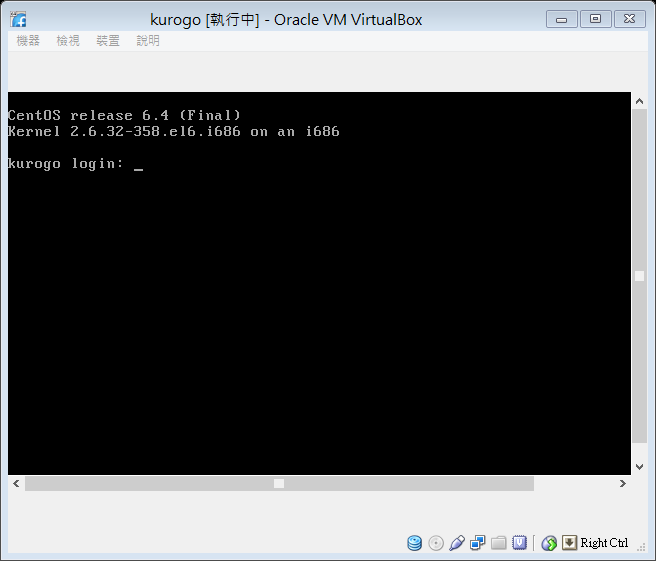 kurogo [執行中] - Oracle VM VirtualBox
機器 檢視 裝置 說明
CentOS release 6.4 (Final)
Kernel 2.6.32-358.el6.i686 on an i686
kurogo login: _
Right Ctrl